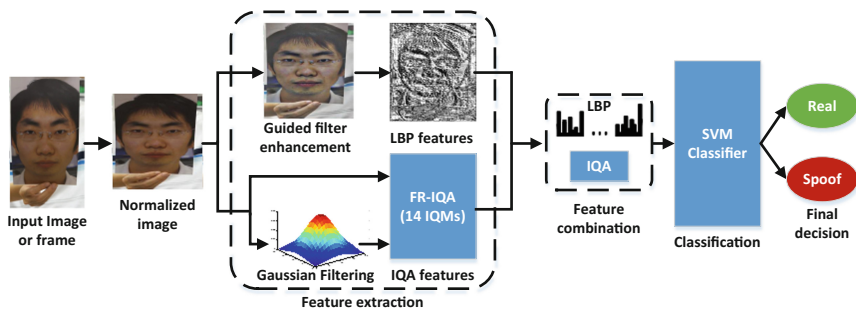 Input Image
or frame
Normalized
image
Guided filter
enhancement
LBP features
FR-IQA
(14 IQMs)
Gaussian Filtering
IQA features
Feature extraction
LBP
...
IQA
Feature
combination
SVM
Classifier
Classification
Real
Spoof
Final
decision